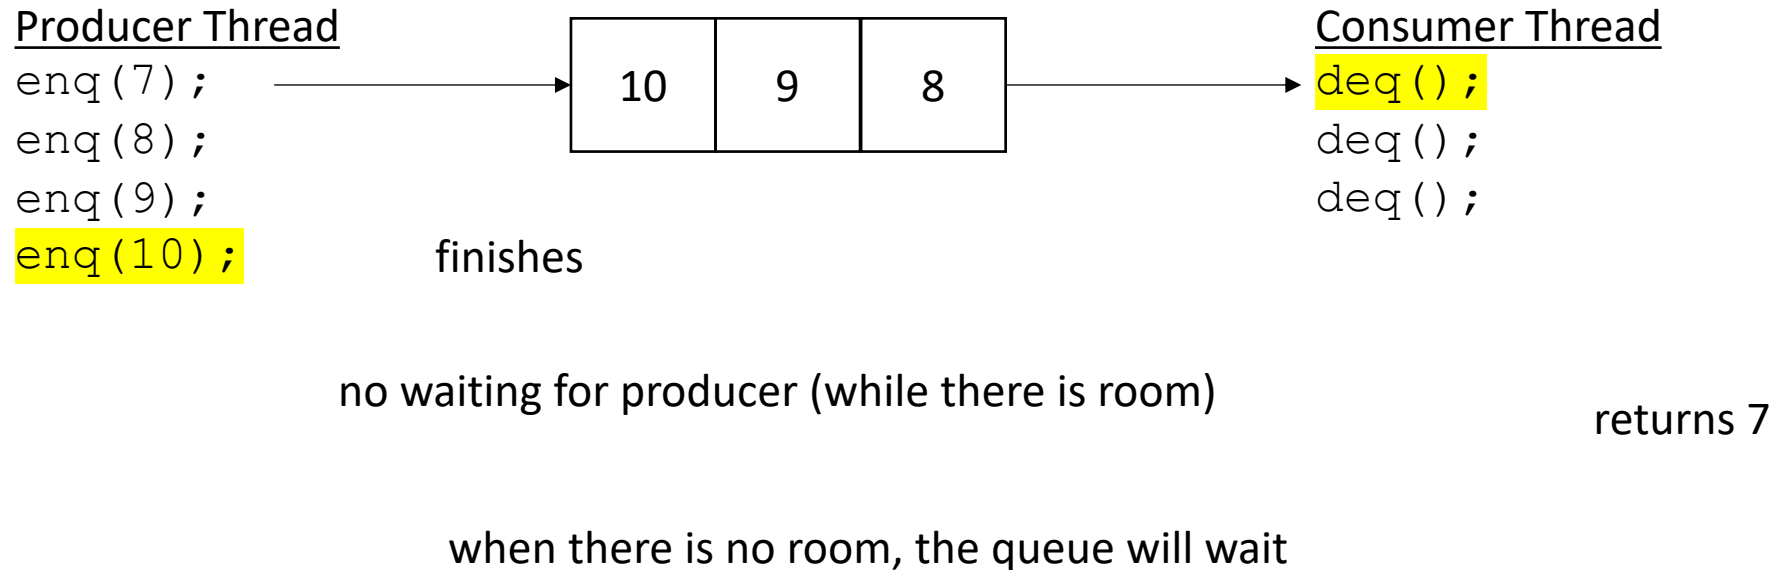 Producer Thread
enq(7);
enq(8);
enq(9);
enq(10);
10 9 8
Consumer Thread
deq();
deq();
deq();
finishes
no waiting for producer (while there is room)
returns 7
when there is no room, the queue will wait